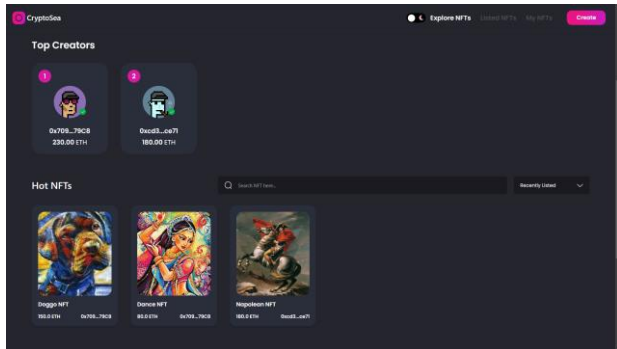 CryptoSea
Explore NFTs Listed NFTs My NFTs Create
Top Creators
1 2
0x709...79C8 0xcd3...ce71
230.00 ETH 180.00 ETH
Hot NFTs Search NFT here... Recently Listed
Doggo NFT Dance NFT Napolean NFT
150.0 ETH 0x709...79C8 80.0 ETH 0x709...79C8 180.0 ETH 0xcd3...ce71